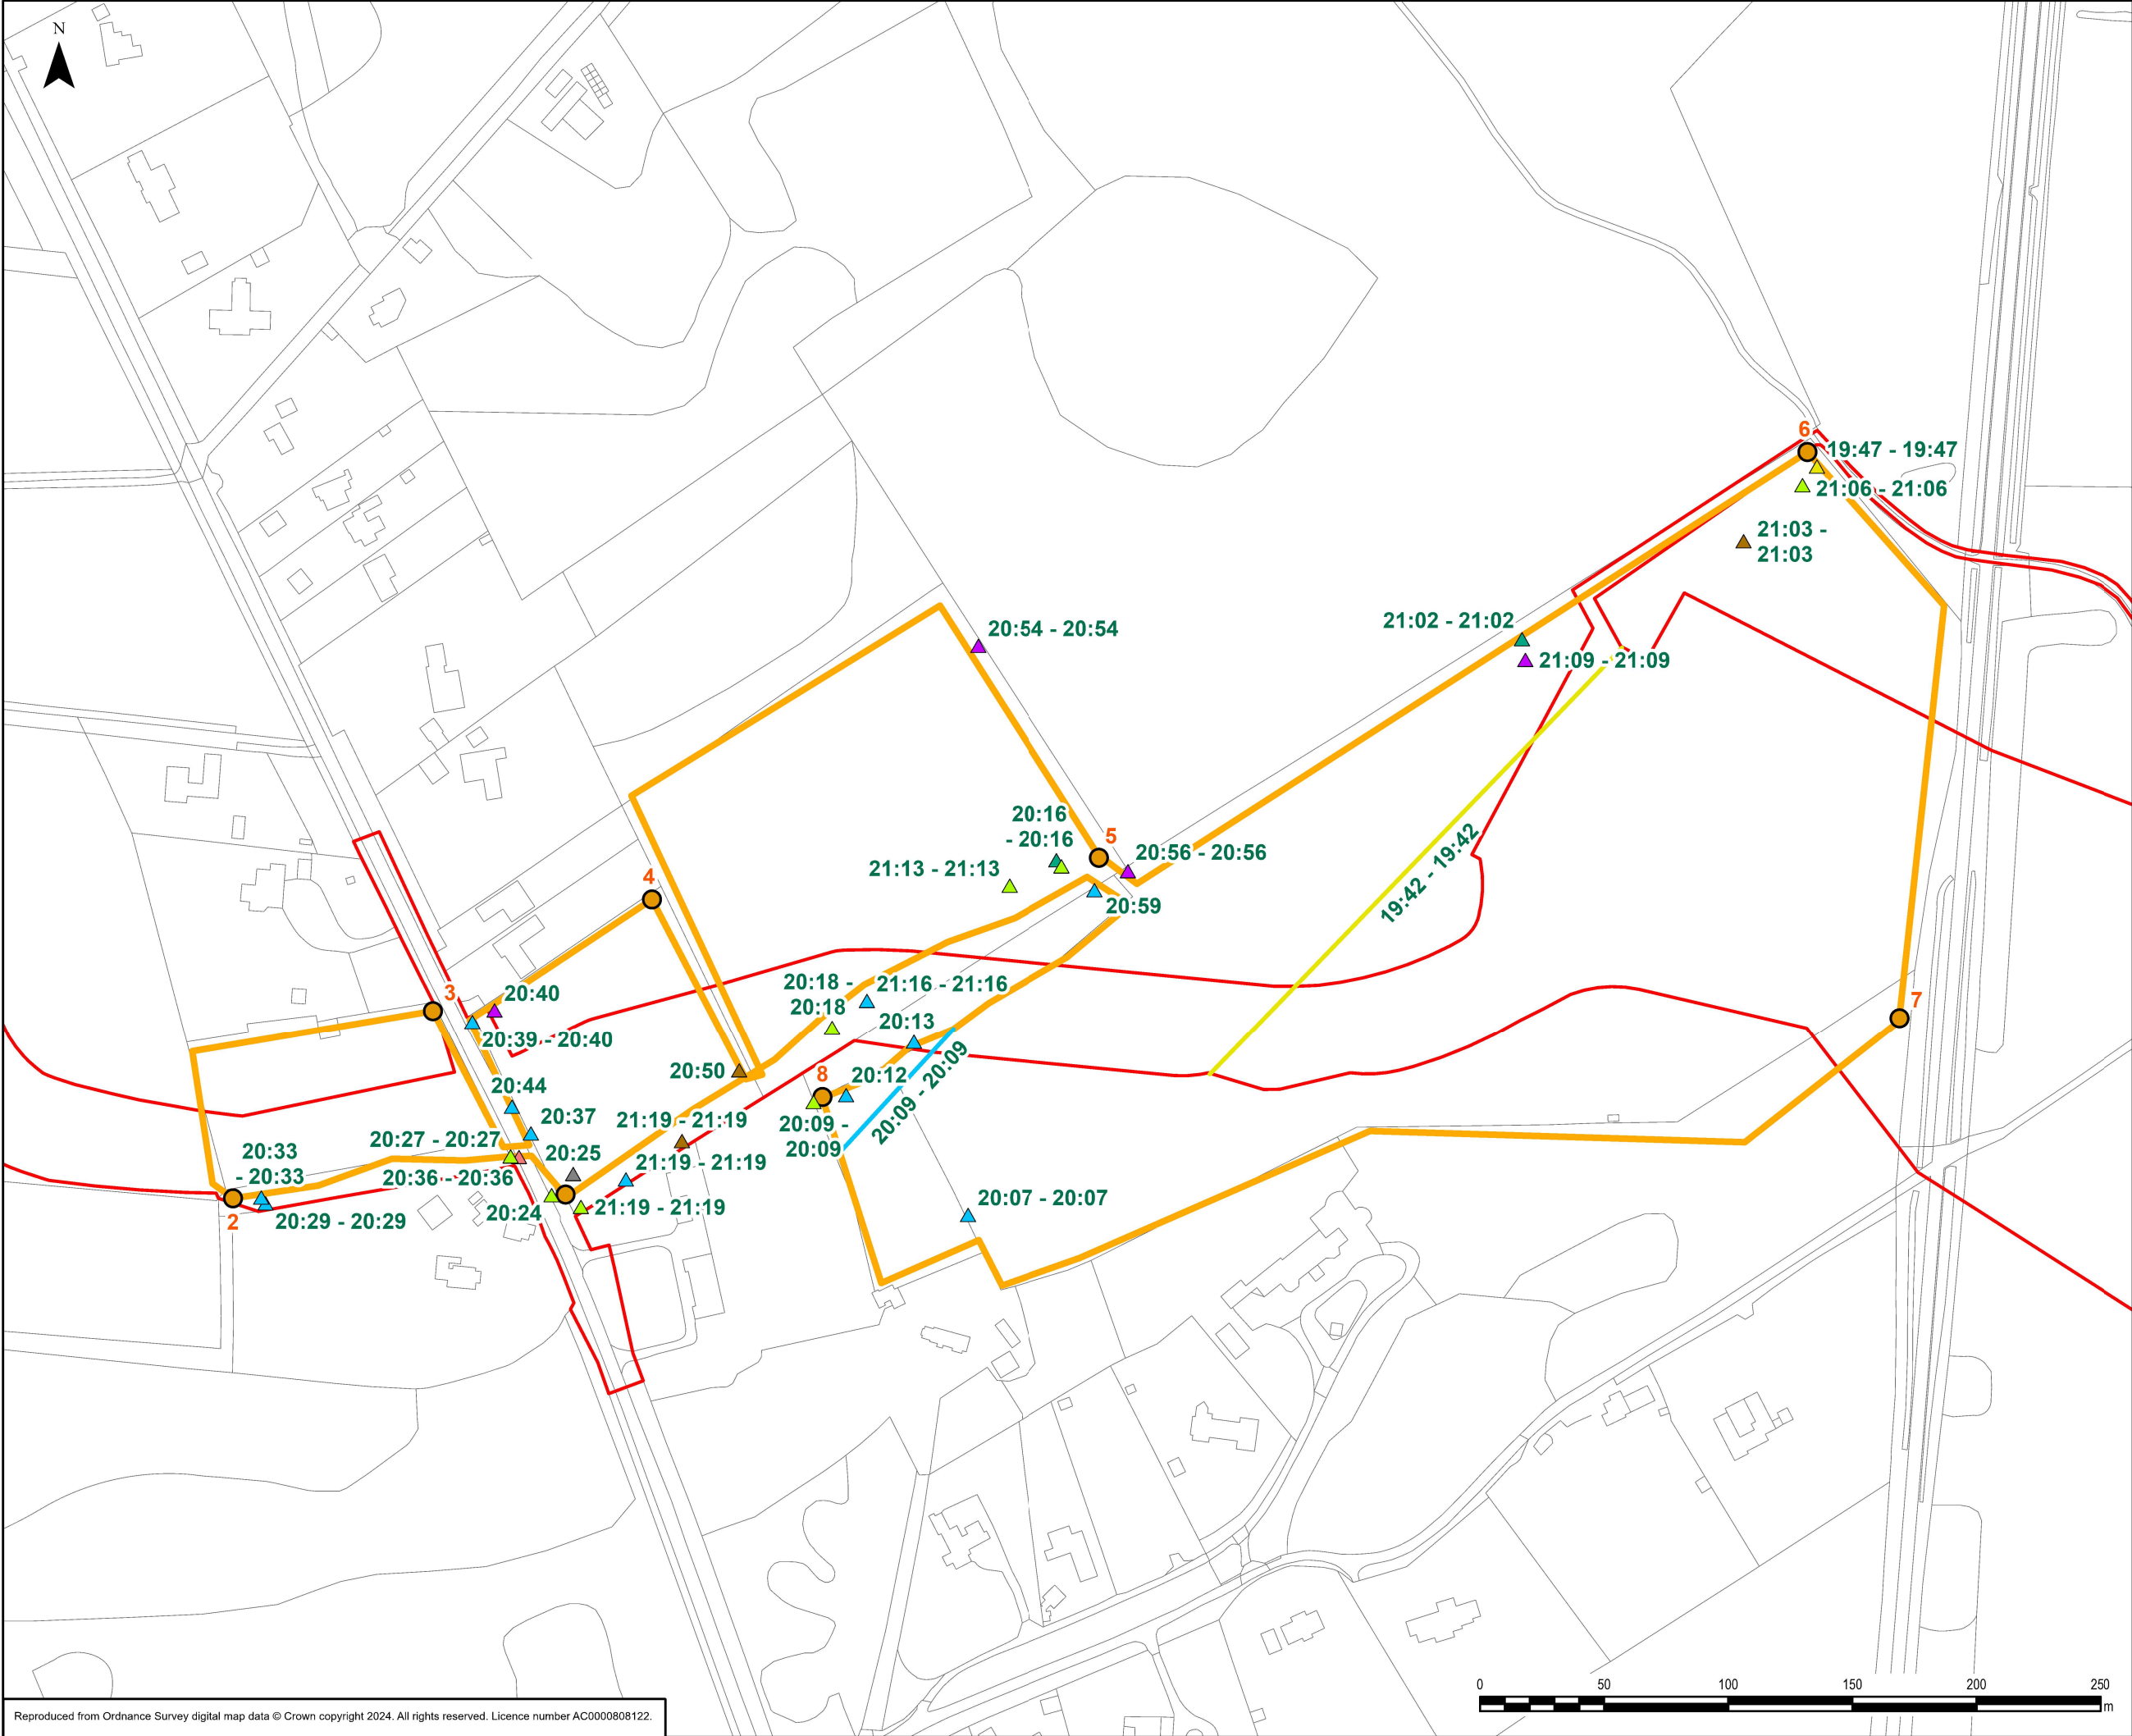 N
6
19:47 - 19:47
21:06 - 21:06
21:03 -
21:03
20:54 - 20:54
21:02 - 21:02
21:09 - 21:09
20:16
- 20:16
5
20:56 - 20:56
21:13 - 21:13
4
20:59
19:42 - 19:42
3
20:40
20:18 -
20:18
21:16 - 21:16
7
20:13
20:39 - 20:40
20:50
8
20:12
20:09 - 20:09
20:44
20:37
21:19 - 21:19
20:09 -
20:09
20:27 - 20:27
20:33
- 20:33
20:25
21:19 - 21:19
20:36 - 20:36
20:24
21:19 - 21:19
20:07 - 20:07
2
20:29 - 20:29
0 50 100 150 200 250
m
Reproduced from Ordnance Survey digital map data © Crown copyright 2024. All rights reserved. Licence number AC0000808122.